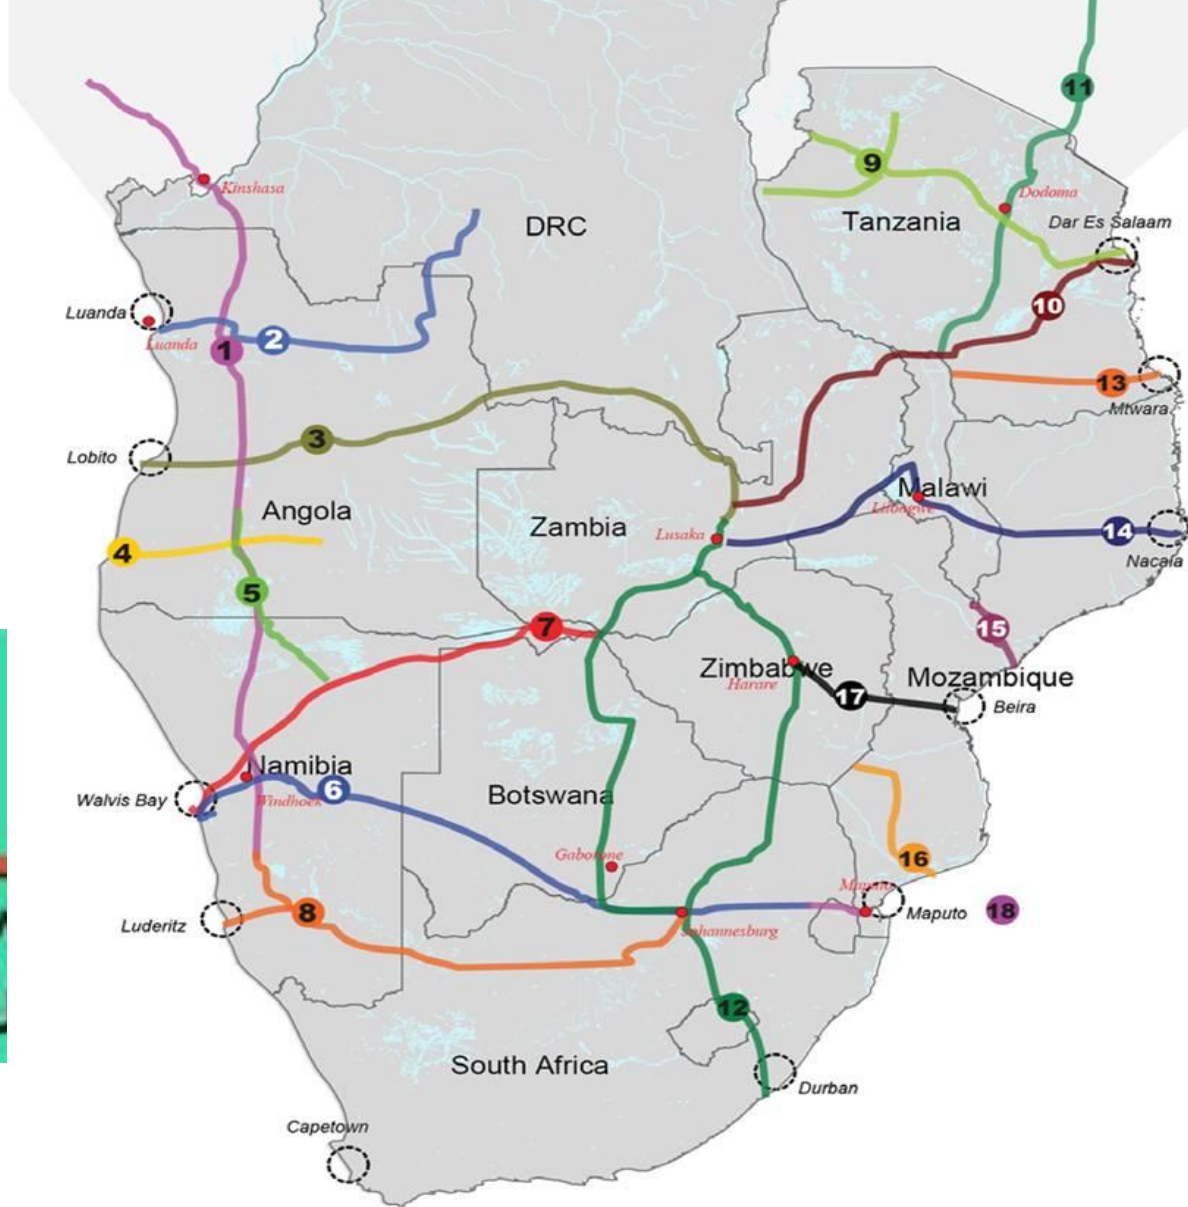 11
9
Kinshasa
Dodoma
DRC
Tanzania
Dar Es Salaam
10
Luanda
Luanda
1
2
13
Mtwara
3
Lobito
Malawi
Angola
Zambia
Lusaka
14
4
Nacala
5
7
15
Zimbabwe
Mozambique
Harare
17
Beira
Namibia
6
Walvis Bay
Windhoek
Botswana
Gaborone
16
Maputo
Maputo
18
8
Luderitz
Johannesburg
12
South Africa
Durban
Capetown